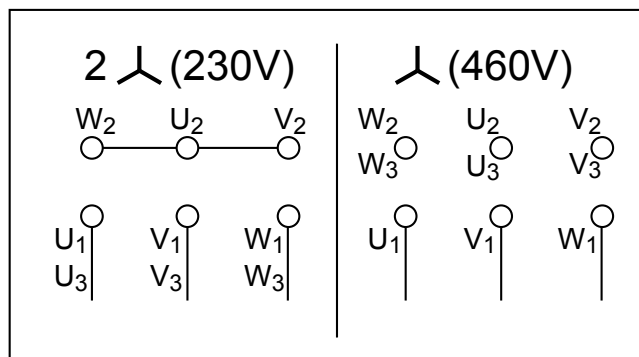 2 (230V)
W2 U2 V2
U1 V1 W1
U3 V3 W3
(460V)
W2 U2 V2
W3 U3 V3
U1 V1 W1